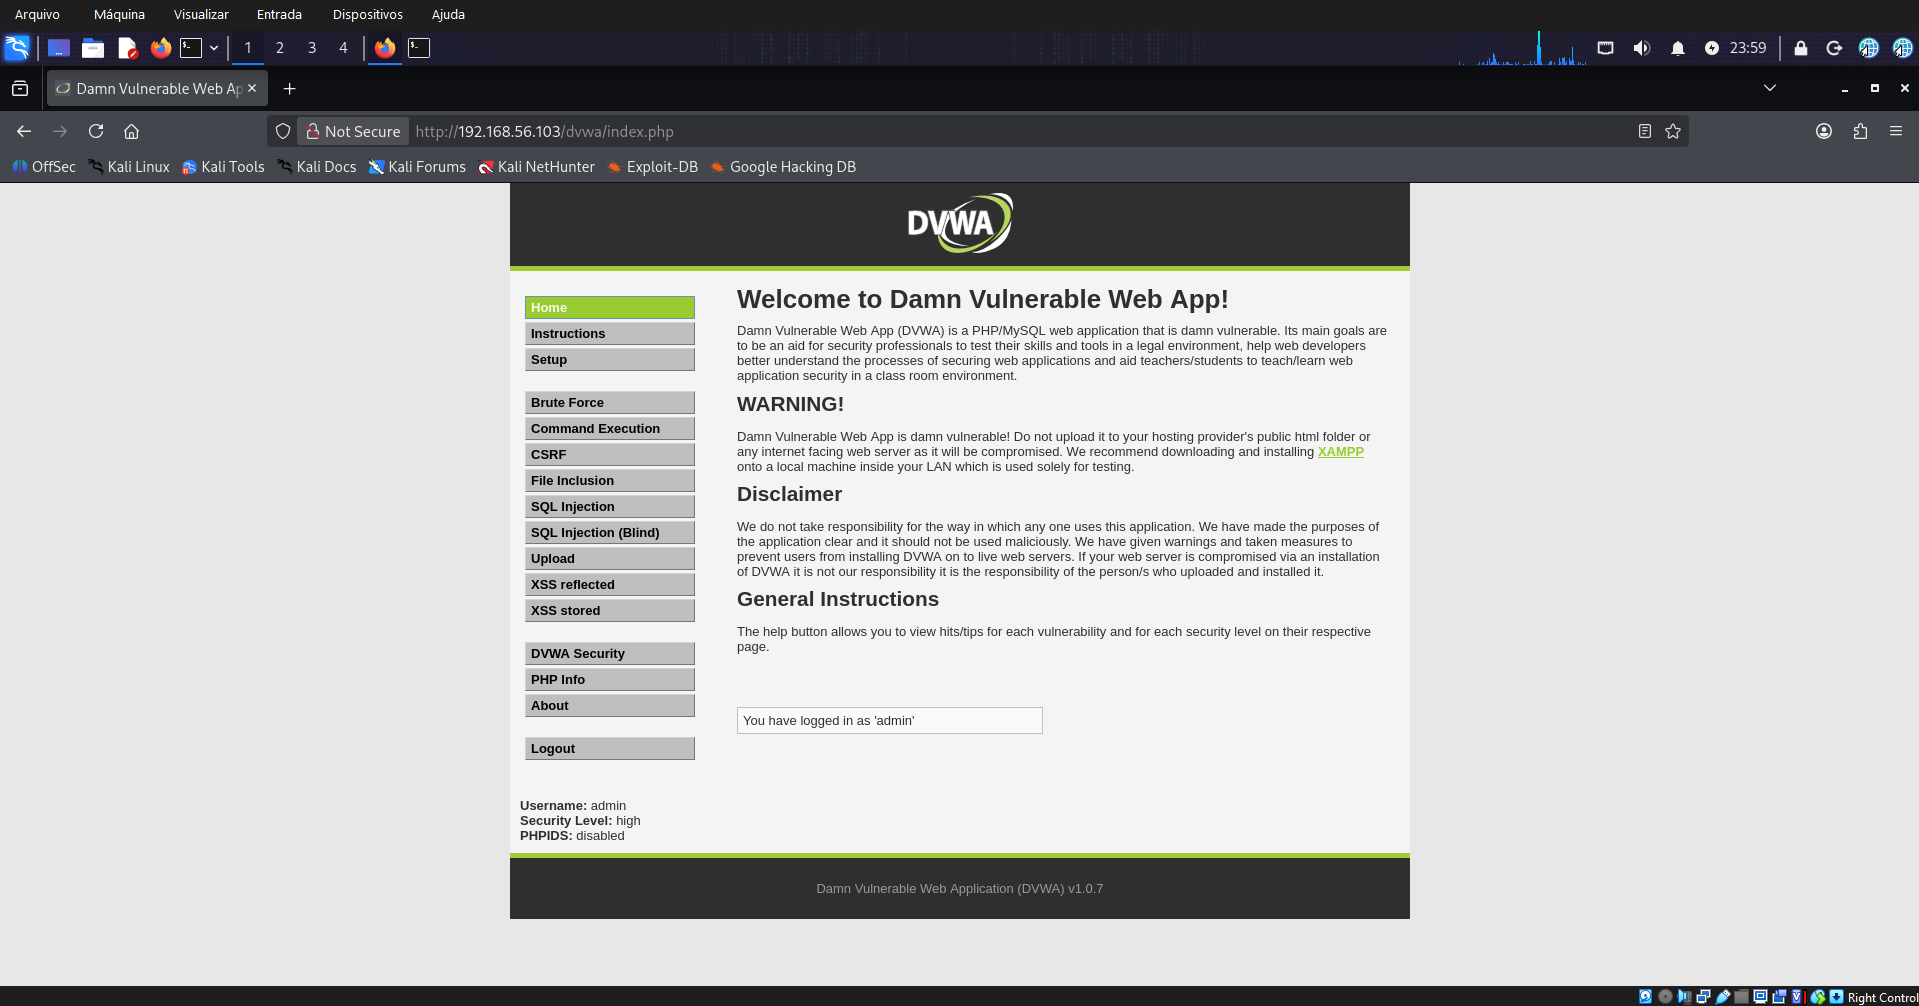 Arquivo Máquina Visualizar Entrada Dispositivos Ajuda
1 2 3 4 23:59
Damn Vulnerable Web Ap
Not Secure http://192.168.56.103/dvwa/index.php
OffSec Kali Linux Kali Tools Kali Docs Kali Forums Kali NetHunter Exploit-DB Google Hacking DB
DVWA
Home
Instructions
Setup
Brute Force
Command Execution
CSRF
File Inclusion
SQL Injection
SQL Injection (Blind)
Upload
XSS reflected
XSS stored
DVWA Security
PHP Info
About
Logout
Welcome to Damn Vulnerable Web App!
Damn Vulnerable Web App (DVWA) is a PHP/MySQL web application that is damn vulnerable. Its main goals are
to be an aid for security professionals to test their skills and tools in a legal environment, help web developers
better understand the processes of securing web applications and aid teachers/students to teach/learn web
application security in a class room environment.
WARNING!
Damn Vulnerable Web App is damn vulnerable! Do not upload it to your hosting provider's public html folder or
any internet facing web server as it will be compromised. We recommend downloading and installing XAMPP
onto a local machine inside your LAN which is used solely for testing.
Disclaimer
We do not take responsibility for the way in which any one uses this application. We have made the purposes of
the application clear and it should not be used maliciously. We have given warnings and taken measures to
prevent users from installing DVWA on to live web servers. If your web server is compromised via an installation
of DVWA it is not our responsibility it is the responsibility of the person/s who uploaded and installed it.
General Instructions
The help button allows you to view hits/tips for each vulnerability and for each security level on their respective
page.
You have logged in as 'admin'
Username: admin
Security Level: high
PHPIDS: disabled
Damn Vulnerable Web Application (DVWA) v1.0.7
Right Control